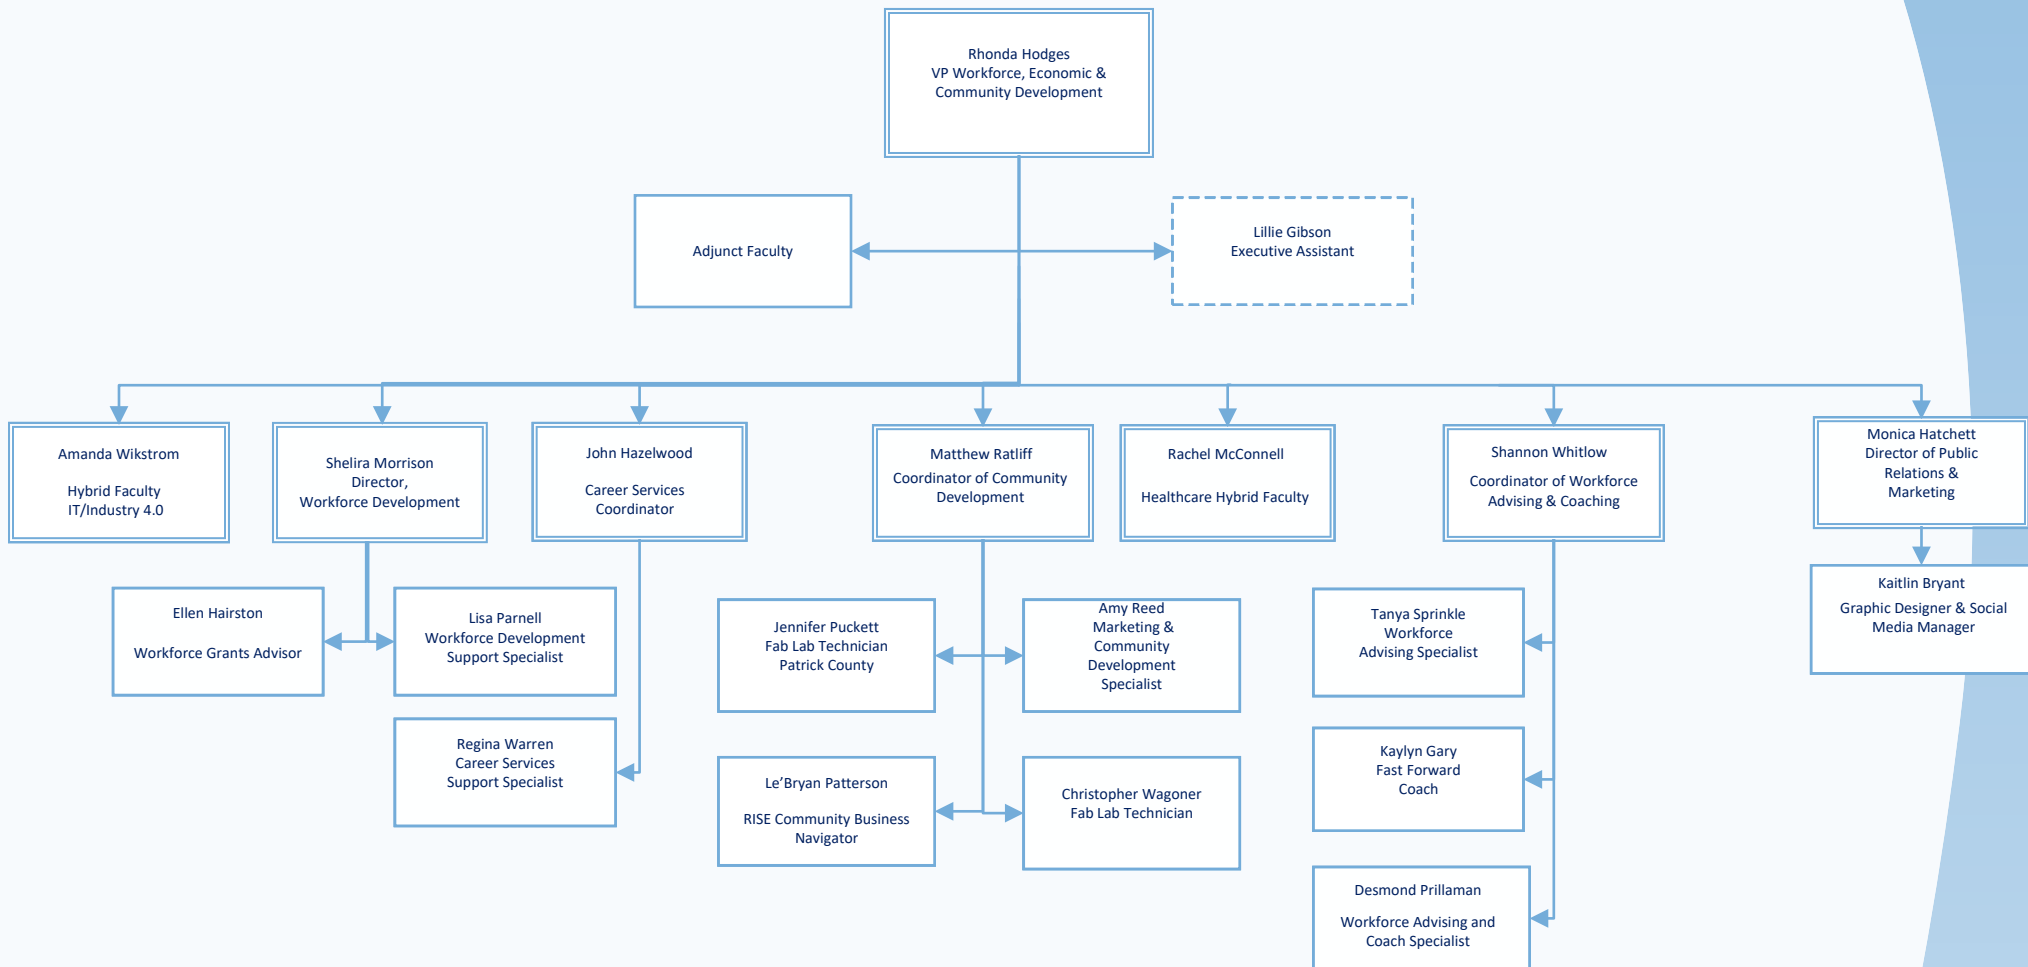 Rhonda Hodges
VP Workforce, Economic &
Community Development
Adjunct Faculty
Lillie Gibson
Executive Assistant
Amanda Wikstrom
Hybrid Faculty
IT/Industry 4.0
Shelira Morrison
Director,
Workforce Development
John Hazelwood
Career Services
Coordinator
Matthew Ratliff
Coordinator of Community
Development
Rachel McConnell
Healthcare Hybrid Faculty
Shannon Whitlow
Coordinator of Workforce
Advising & Coaching
Monica Hatchett
Director of Public
Relations &
Marketing
Ellen Hairston
Workforce Grants Advisor
Lisa Parnell
Workforce Development
Support Specialist
Jennifer Puckett
Fab Lab Technician
Patrick County
Amy Reed
Marketing &
Community
Development
Specialist
Tanya Sprinkle
Workforce
Advising Specialist
Kaitlin Bryant
Graphic Designer & Social
Media Manager
Regina Warren
Career Services
Support Specialist
Le’Bryan Patterson
RISE Community Business
Navigator
Christopher Wagoner
Fab Lab Technician
Kaylyn Gary
Fast Forward
Coach
Desmond Prillaman
Workforce Advising and
Coach Specialist